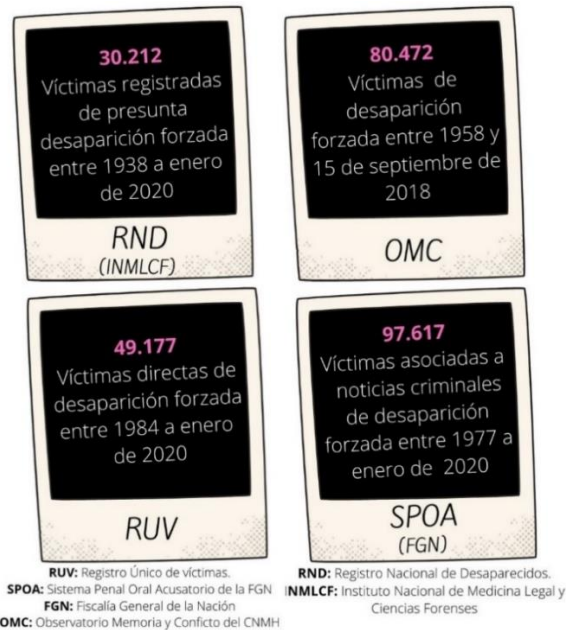 30.212
Víctimas registradas
de presunta
desaparición forzada
entre 1938 a enero
de 2020
RND
(INMLCF)
80.472
Víctimas de
desaparición
forzada entre 1958 y
15 de septiembre de
2018
OMC
49.177
Víctimas directas de
desaparición forzada
entre 1984 a enero
de 2020
RUV
97.617
Víctimas asociadas a
noticias criminales
de desaparición
forzada entre 1977 a
enero de 2020
SPOA
(FGN)
RUV: Registro Único de víctimas.
SPOA: Sistema Penal Oral Acusatorio de la FGN
FGN: Fiscalía General de la Nación
OMC: Observatorio Memoria y Conficto del CNMH
RND: Registro Nacional de Desaparecidos.
INMLCF: Instituto Nacional de Medicina Legal y
Ciencias Forenses